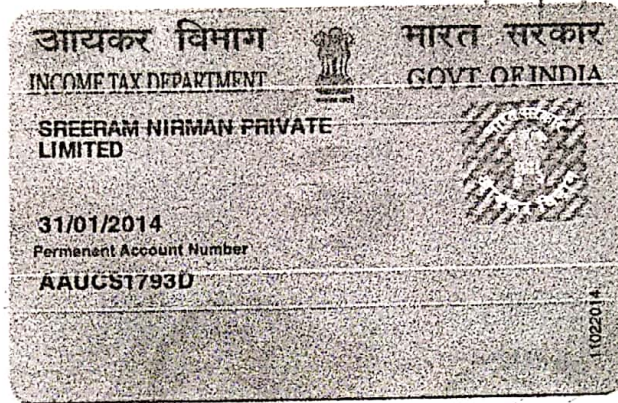 आयकर विभाग
भारत सरकार
INCOME TAX DEPARTMENT
GOVT. OF INDIA
SREERAM NIRMAN PRIVATE
LIMITED
31/01/2014
Permanent Account Number
AAUCS1793D
11022014